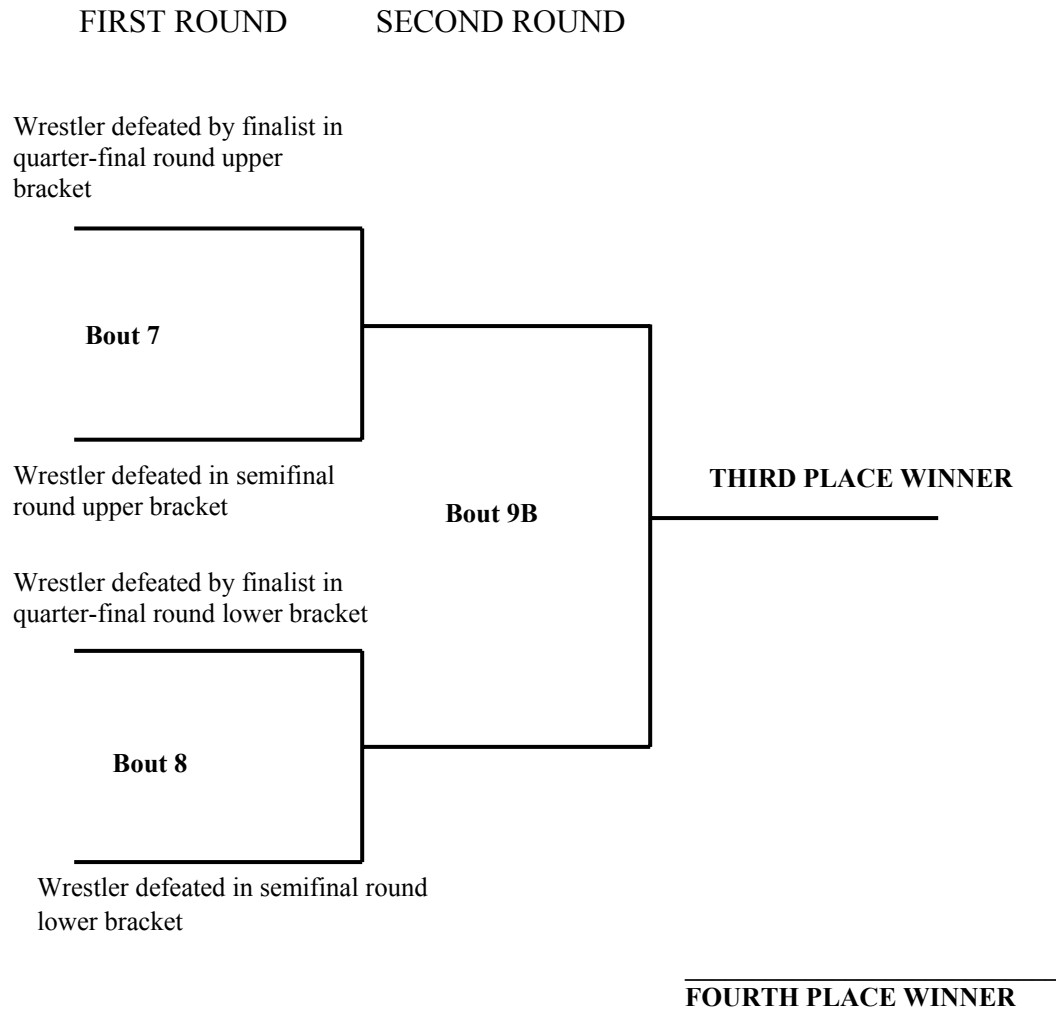 FIRST ROUND SECOND ROUND
Wrestler defeated by finalist in
quarter-final round upper
bracket
Bout 7
Wrestler defeated in semifinal
round upper bracket
THIRD PLACE WINNER
Bout 9B
Wrestler defeated by finalist in
quarter-final round lower bracket
Bout 8
Wrestler defeated in semifinal round
lower bracket
FOURTH PLACE WINNER